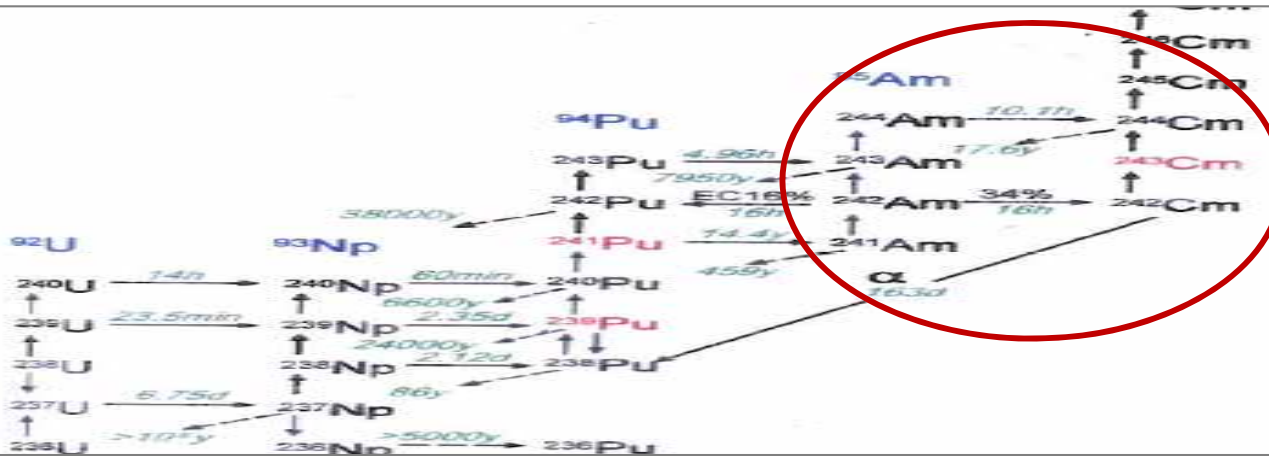 ²⁴⁶Cm
²⁴⁵Cm
⁹⁵Am
²⁴⁴Am 10.1h ²⁴⁴Cm
17.6y
⁹⁴Pu
²⁴³Pu 4.96h ²⁴³Am ²⁴³Cm
7950y
²⁴²Pu EC16% ²⁴²Am 34% ²⁴²Cm
16h 16h
38000y
⁹²U ⁹³Np ²⁴¹Pu 14.4y ²⁴¹Am
459y α
163d
²⁴⁰U 14h ²⁴⁰Np 60min ²⁴⁰Pu
6600y
²³⁹U 23.5min ²³⁹Np 2.35d ²³⁹Pu
24000y
²³⁸U ²³⁸Np 2.12d ²³⁸Pu
86y
²³⁷U 6.75d ²³⁷Np
²³⁶U ²³⁶Np >5000y ²³⁶Pu